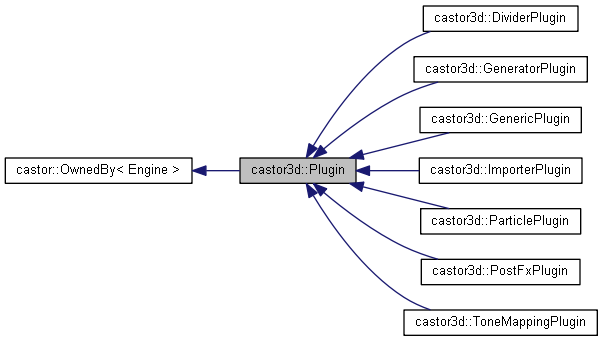 castor3d::DividerPlugin
castor3d::GeneratorPlugin
castor3d::GenericPlugin
castor::OwnedBy< Engine >
castor3d::Plugin
castor3d::ImporterPlugin
castor3d::ParticlePlugin
castor3d::PostFxPlugin
castor3d::ToneMappingPlugin